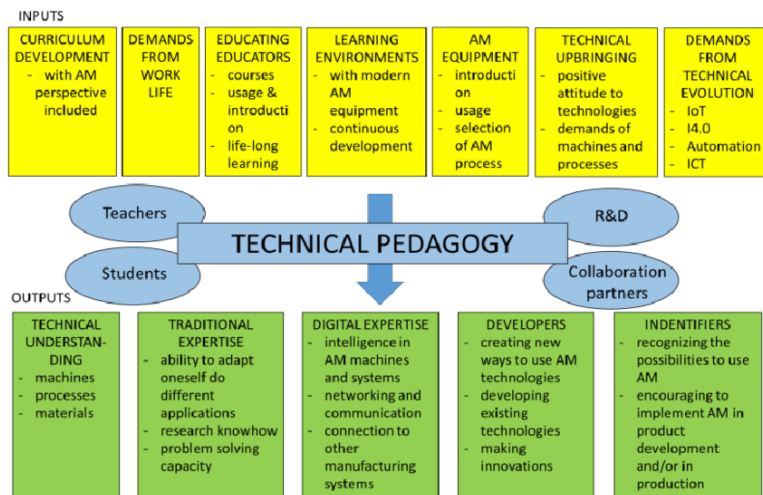 INPUTS
CURRICULUM
DEVELOPMENT
- with AM
perspective
included
DEMANDS
FROM
WORK
LIFE
EDUCATING
EDUCATORS
- courses
- usage &
introducti
on
- life-long
learning
LEARNING
ENVIRONMENTS
- with modern
AM
equipment
- continuous
development
AM
EQUIPMENT
- introducti
on
- usage
- selection
of AM
process
TECHNICAL
UPBRINGING
- positive
attitude to
technologies
- demands of
machines and
processes
DEMANDS
FROM
TECHNICAL
EVOLUTION
- IoT
- I4.0
- Automation
- ICT
Teachers
R&D
TECHNICAL PEDAGOGY
Students
Collaboration
partners
OUTPUTS
TECHNICAL
UNDERSTAN-
DING
- machines
- processes
- materials
TRADITIONAL
EXPERTISE
- ability to adapt
oneself do
different
applications
- research knowhow
- problem solving
capacity
DIGITAL EXPERTISE
- intelligence in
AM machines
and systems
- networking and
communication
- connection to
other
manufacturing
systems
DEVELOPERS
- creating new
ways to use AM
technologies
- developing
existing
technologies
- making
innovations
INDENTIFIERS
- recognizing the
possibilities to use
AM
- encouraging to
implement AM in
product
development
and/or in
production